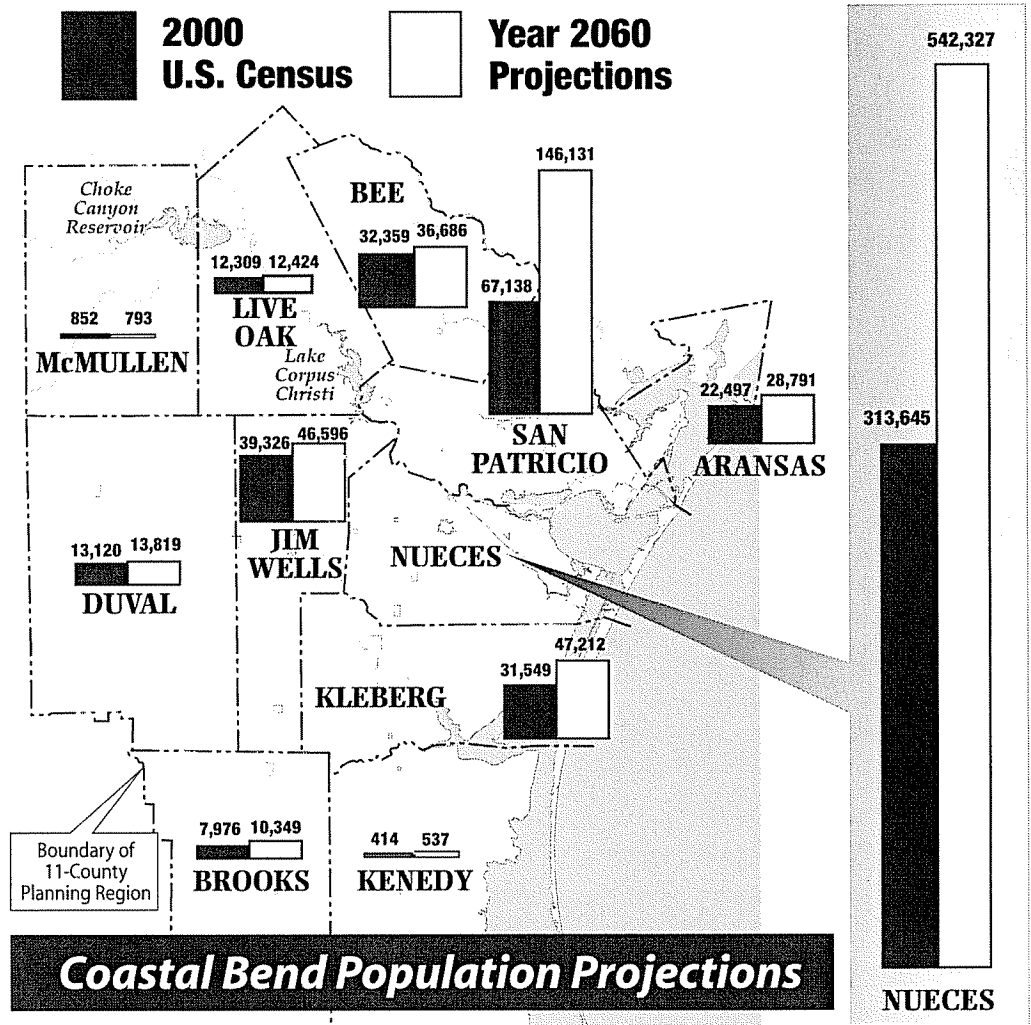 2000
U.S. Census
Year 2060
Projections
542,327
146,131
Choke
Canyon
Reservoir
BEE
32,359 36,686
12,309 12,424
LIVE
OAK
67,138
852 793
McMULLEN
Lake
Corpus
Christi
22,497 28,791
ARANSAS
313,645
SAN
PATRICIO
39,326 46,596
JIM
WELLS
NUECES
13,120 13,819
DUVAL
47,212
31,549
KLEBERG
7,976 10,349
BROOKS
414 537
KENEDY
Boundary of
11-County
Planning Region
Coastal Bend Population Projections
NUECES